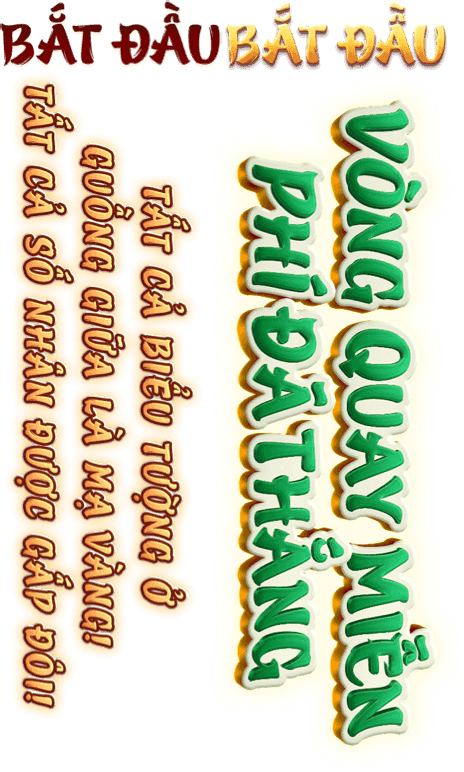 BẮT ĐẦU
BẮT ĐẦU
VÒNG QUAY MIỄN
PHÍ ĐÃ THẮNG
TẤT CẢ BIỂU TƯỢNG Ở
GUỒNG GIỮA LÀ MẠ VÀNG!
TẤT CẢ SỐ NHÂN ĐƯỢC GẤP ĐÔI!